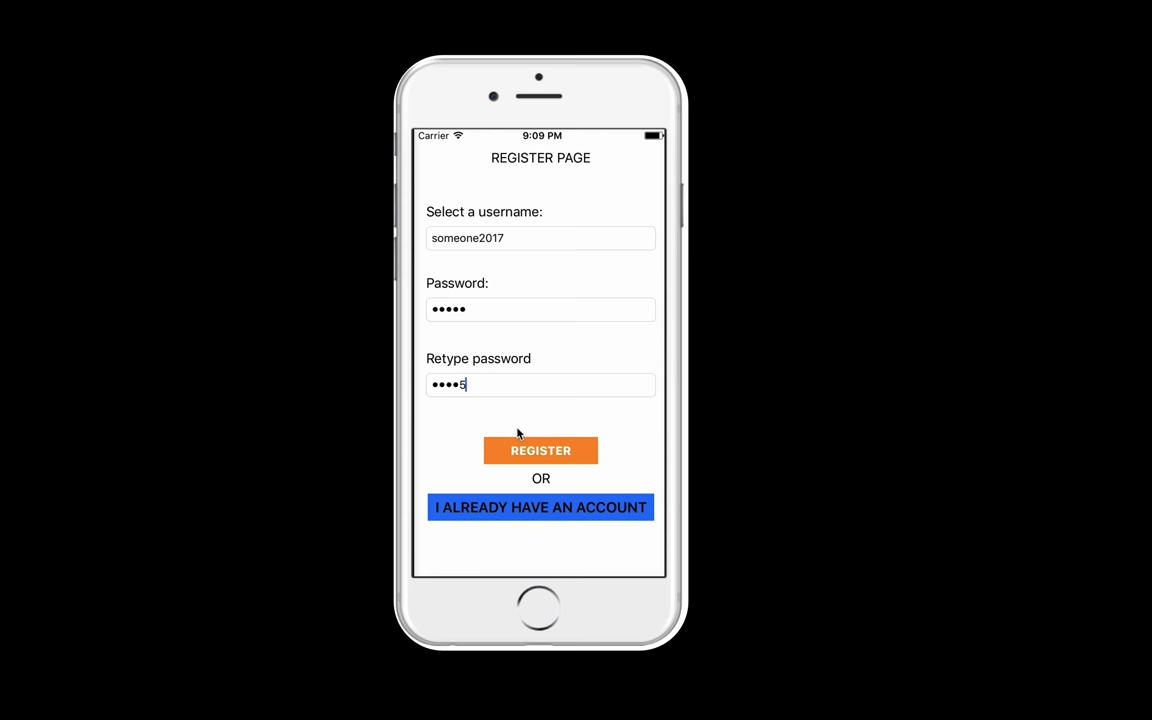 Carrier 9:09 PM
REGISTER PAGE
Select a username:
someone2017
Password:
•••••
Retype password
••••5
REGISTER
OR
I ALREADY HAVE AN ACCOUNT